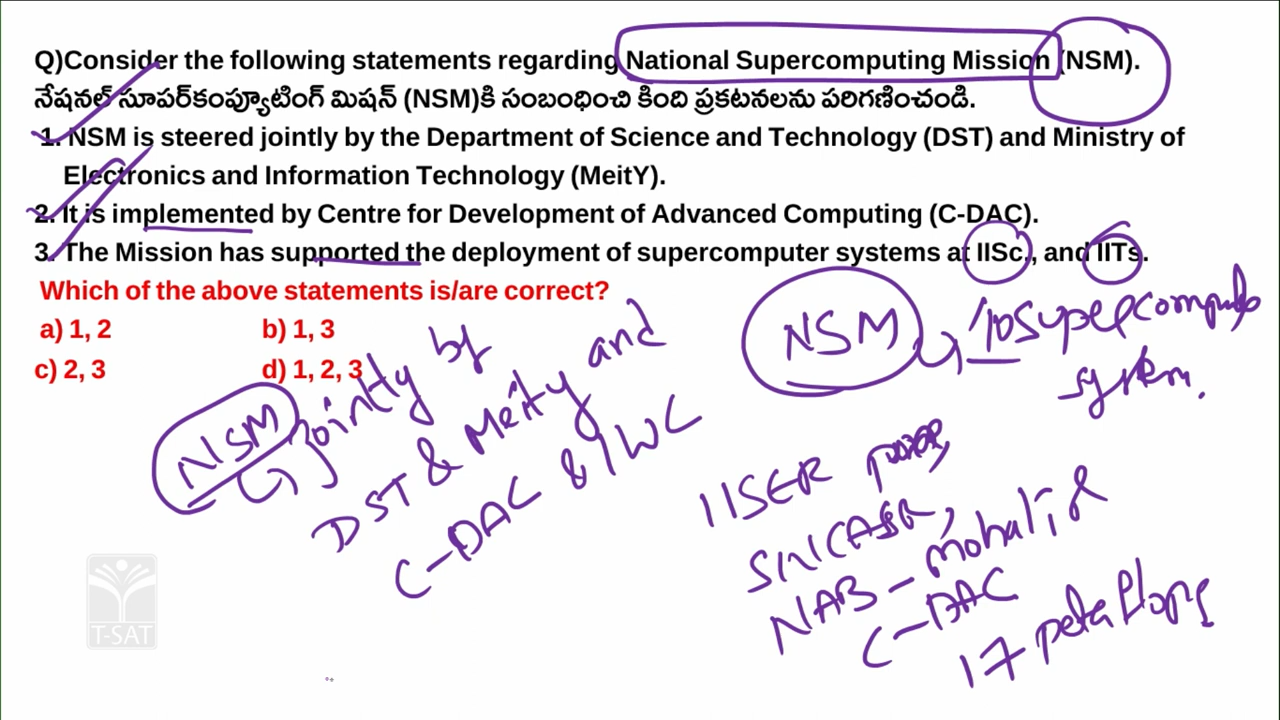 Q)Consider the following statements regarding National Supercomputing Mission (NSM).
నేషనల్ సూపర్‌కంప్యూటింగ్ మిషన్ (NSM)కి సంబంధించి కింది ప్రకటనలను పరిగణించండి.
1. NSM is steered jointly by the Department of Science and Technology (DST) and Ministry of
Electronics and Information Technology (MeitY).
2. It is implemented by Centre for Development of Advanced Computing (C-DAC).
3. The Mission has supported the deployment of supercomputer systems at IISc., and IITs.
Which of the above statements is/are correct?
a) 1, 2 b) 1, 3
c) 2, 3 d) 1, 2, 3
NSM
Jointly by
DST & Meity and
C-DAC &
NSM
system.
IISER
NAB - mohali &
C-DAC
17 peta flops
T-SAT